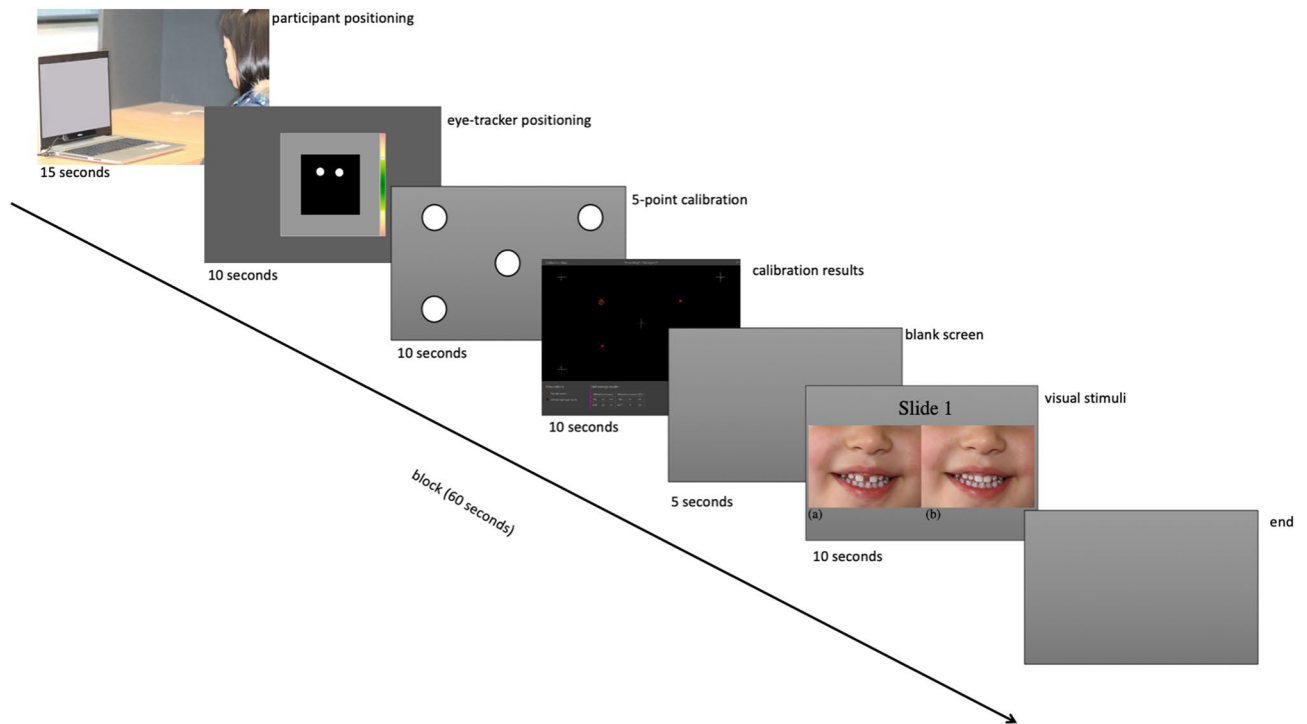 participant positioning
15 seconds
eye-tracker positioning
10 seconds
5-point calibration
10 seconds
calibration results
10 seconds
blank screen
5 seconds
visual stimuli
Slide 1
(a) (b)
10 seconds
end
block (60 seconds)